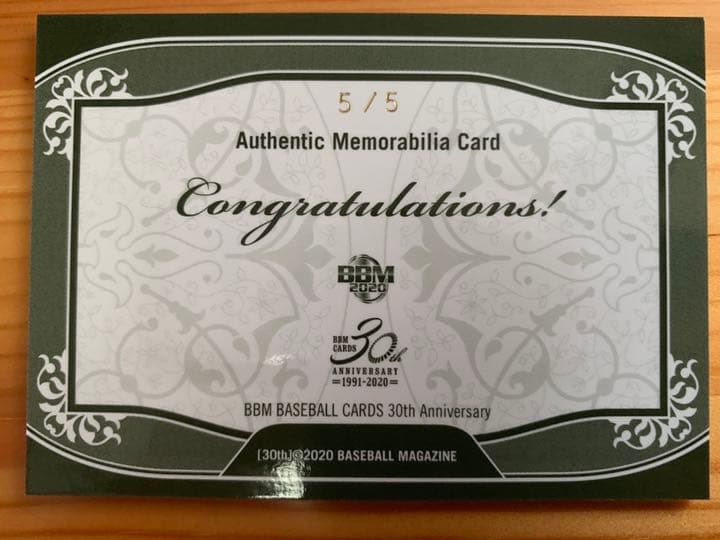 5/5
Authentic Memorabilia Card
Congratulations!
BBM
2020
BBM
CARDS 30th
ANNIVERSARY
=1991-2020=
BBM BASEBALL CARDS 30th Anniversary
[30th]©2020 BASEBALL MAGAZINE